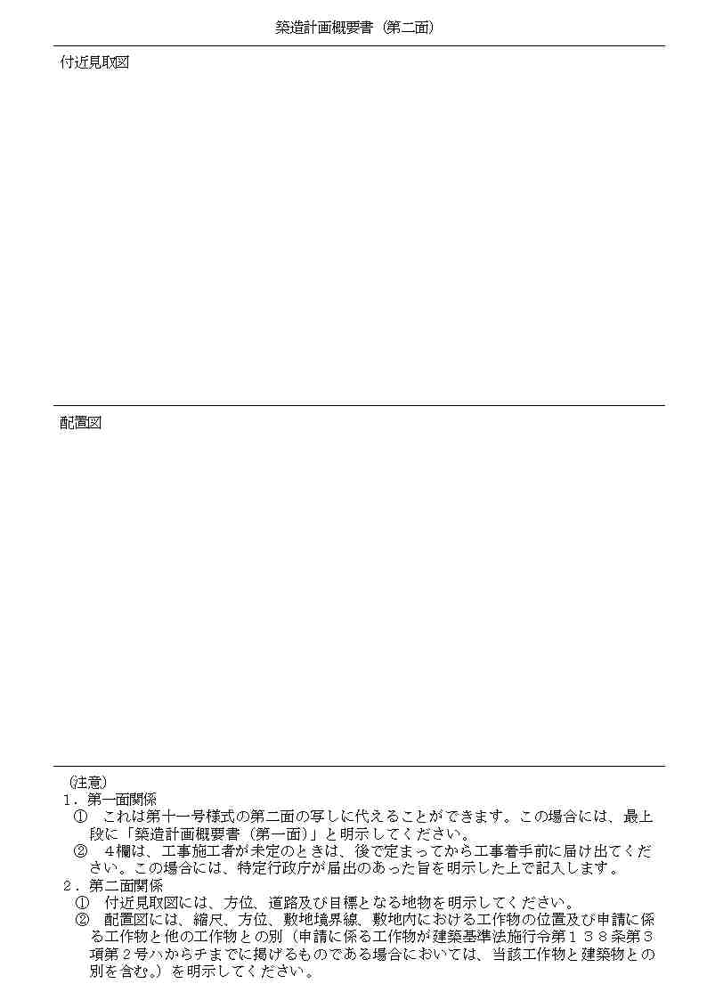 築造計画概要書（第二面）
付近見取図
配置図
（注意）
１．第一面関係
①　これは第十一号様式の第二面の写しに代えることができます。この場合には、最上
段に「築造計画概要書（第一面）」と明示してください。
②　４欄は、工事施工者が未定のときは、後で定まってから工事着手前に届け出てくだ
さい。この場合には、特定行政庁が届出のあった旨を明示した上で記入します。
２．第二面関係
①　付近見取図には、方位、道路及び目標となる地物を明示してください。
②　配置図には、縮尺、方位、敷地境界線、敷地内における工作物の位置及び申請に係
る工作物と他の工作物との別（申請に係る工作物が建築基準法施行令第１３８条第３
項第２号ハからチまでに掲げるものである場合においては、当該工作物と建築物との
別を含む。）を明示してください。